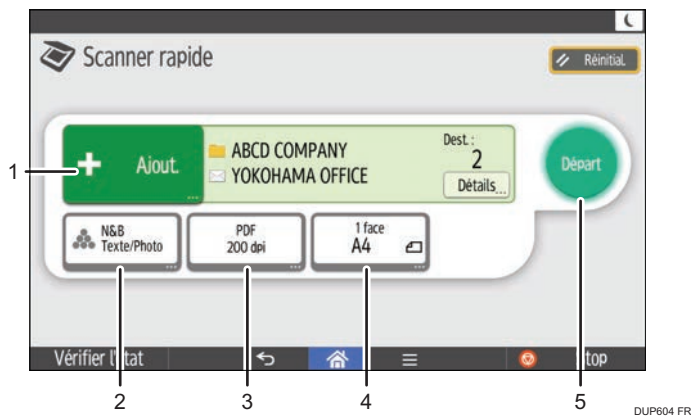 Scanner rapide
Réinitial.
1
Ajout.
ABCD COMPANY
YOKOHAMA OFFICE
Dest. :
2
Détails...
Départ
5
N&B
Texte/Photo
PDF
200 dpi
1 face
A4
Vérifier l'état
Stop
2
3
4
5
DUP604 FR